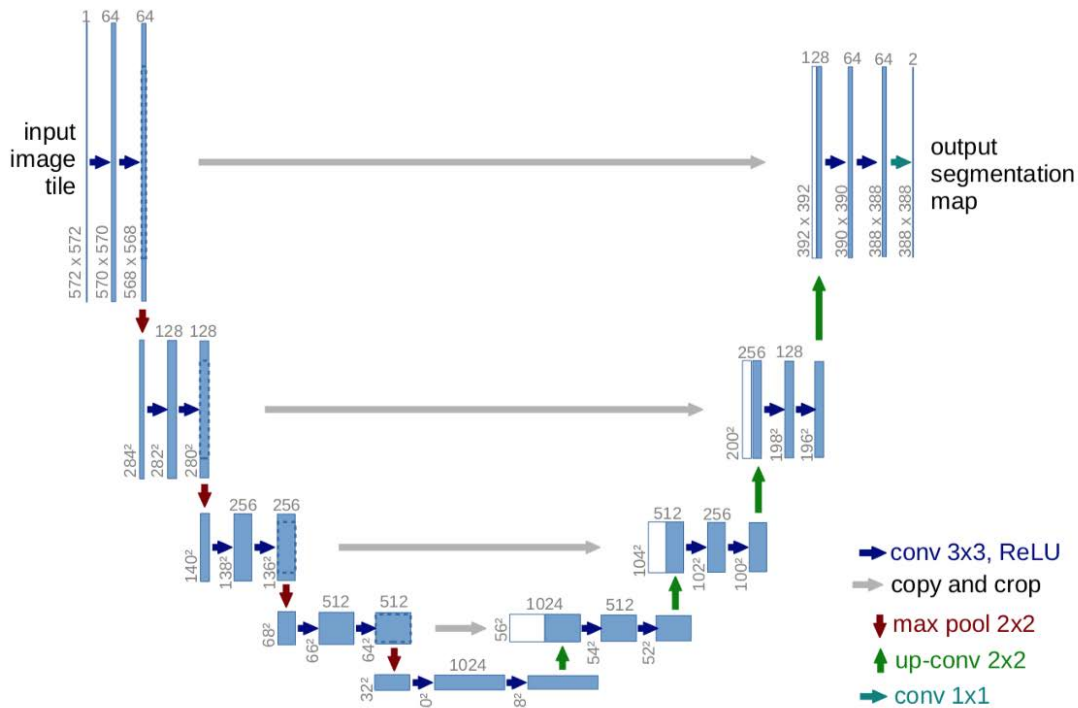 1 64 64
128 64 64 2
input
image
tile
output
segmentation
map
572 x 572
570 x 570
568 x 568
392 x 392
390 x 390
388 x 388
388 x 388
128 128
256 128
284²
282²
280²
200²
198²
196²
256 256
512 256
140²
138²
136²
104²
102²
100²
512 512
1024 512
68²
66²
64²
56²
54²
52²
1024
32²
0²
8²
conv 3x3, ReLU
copy and crop
max pool 2x2
up-conv 2x2
conv 1x1